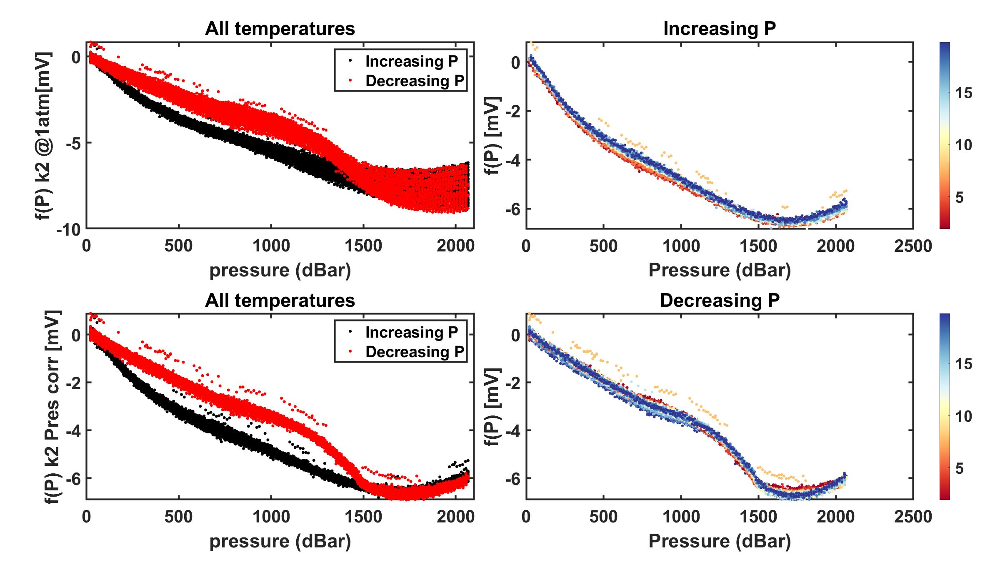 All temperatures
f(P) k2 @1atm[mV]
0
-5
-10
Increasing P
Decreasing P
0 500 1000 1500 2000
pressure (dBar)
Increasing P
f(P) [mV]
0
-2
-4
-6
0 500 1000 1500 2000 2500
Pressure (dBar)
15
10
5
All temperatures
f(P) k2 Pres corr [mV]
0
-2
-4
-6
Increasing P
Decreasing P
0 500 1000 1500 2000
pressure (dBar)
Decreasing P
f(P) [mV]
0
-2
-4
-6
0 500 1000 1500 2000 2500
Pressure (dBar)
15
10
5